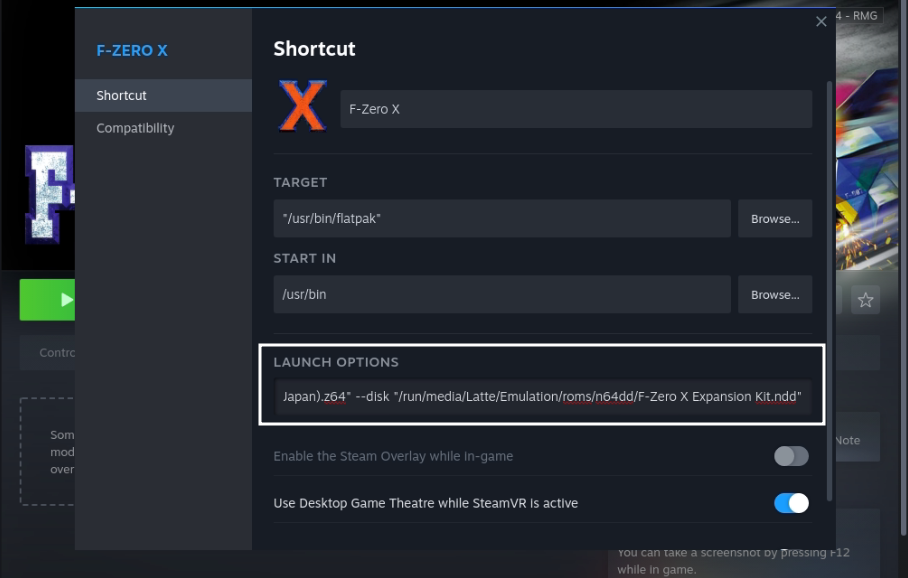 4 - RMG
F-ZERO X
Shortcut
Compatibility
Shortcut
X
F-Zero X
TARGET
"/usr/bin/flatpak"
Browse...
START IN
/usr/bin
Browse...
LAUNCH OPTIONS
Japan).z64" --disk "/run/media/Latte/Emulation/roms/n64dd/F-Zero X Expansion Kit.ndd"
Enable the Steam Overlay while in-game
Use Desktop Game Theatre while SteamVR is active
F-
Contro
Som
mod
over
Note
You can take a screenshot by pressing F12
while in game.